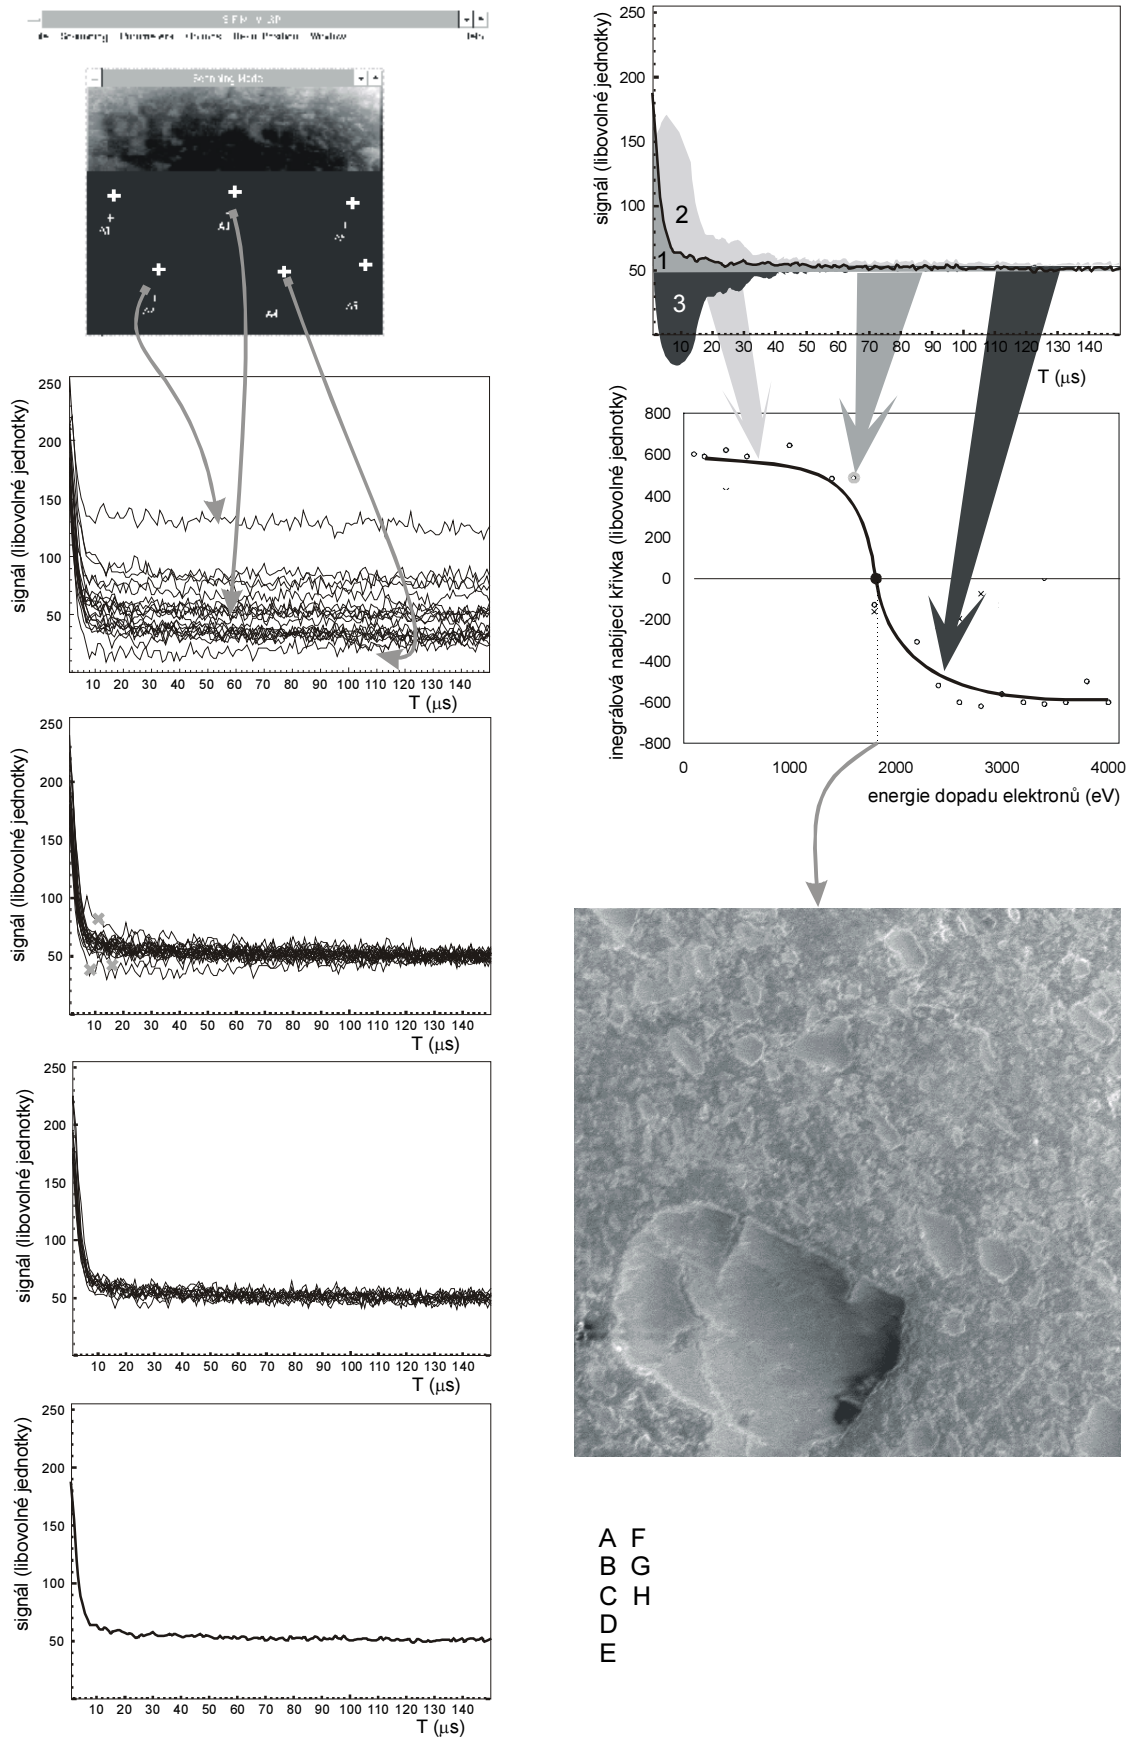 Scanning Mode
250
200
150
100
50
signál (libovolné jednotky)
10 20 30 40 50 60 70 80 90 100 110 120 130 140
T (µs)
250
200
150
100
50
signál (libovolné jednotky)
10 20 30 40 50 60 70 80 90 100 110 120 130 140
T (µs)
250
200
150
100
50
signál (libovolné jednotky)
10 20 30 40 50 60 70 80 90 100 110 120 130 140
T (µs)
250
200
150
100
50
signál (libovolné jednotky)
10 20 30 40 50 60 70 80 90 100 110 120 130 140
T (µs)
250
200
150
100
50
signál (libovolné jednotky)
2
1
3
10 20 30 40 50 60 70 80 90 100 110 120 130 140
T (µs)
800
600
400
200
0
-200
-400
-600
-800
inegrálová nabíjecí křivka (libovolné jednotky)
0 1000 2000 3000 4000
energie dopadu elektronů (eV)
A F
B G
C H
D
E